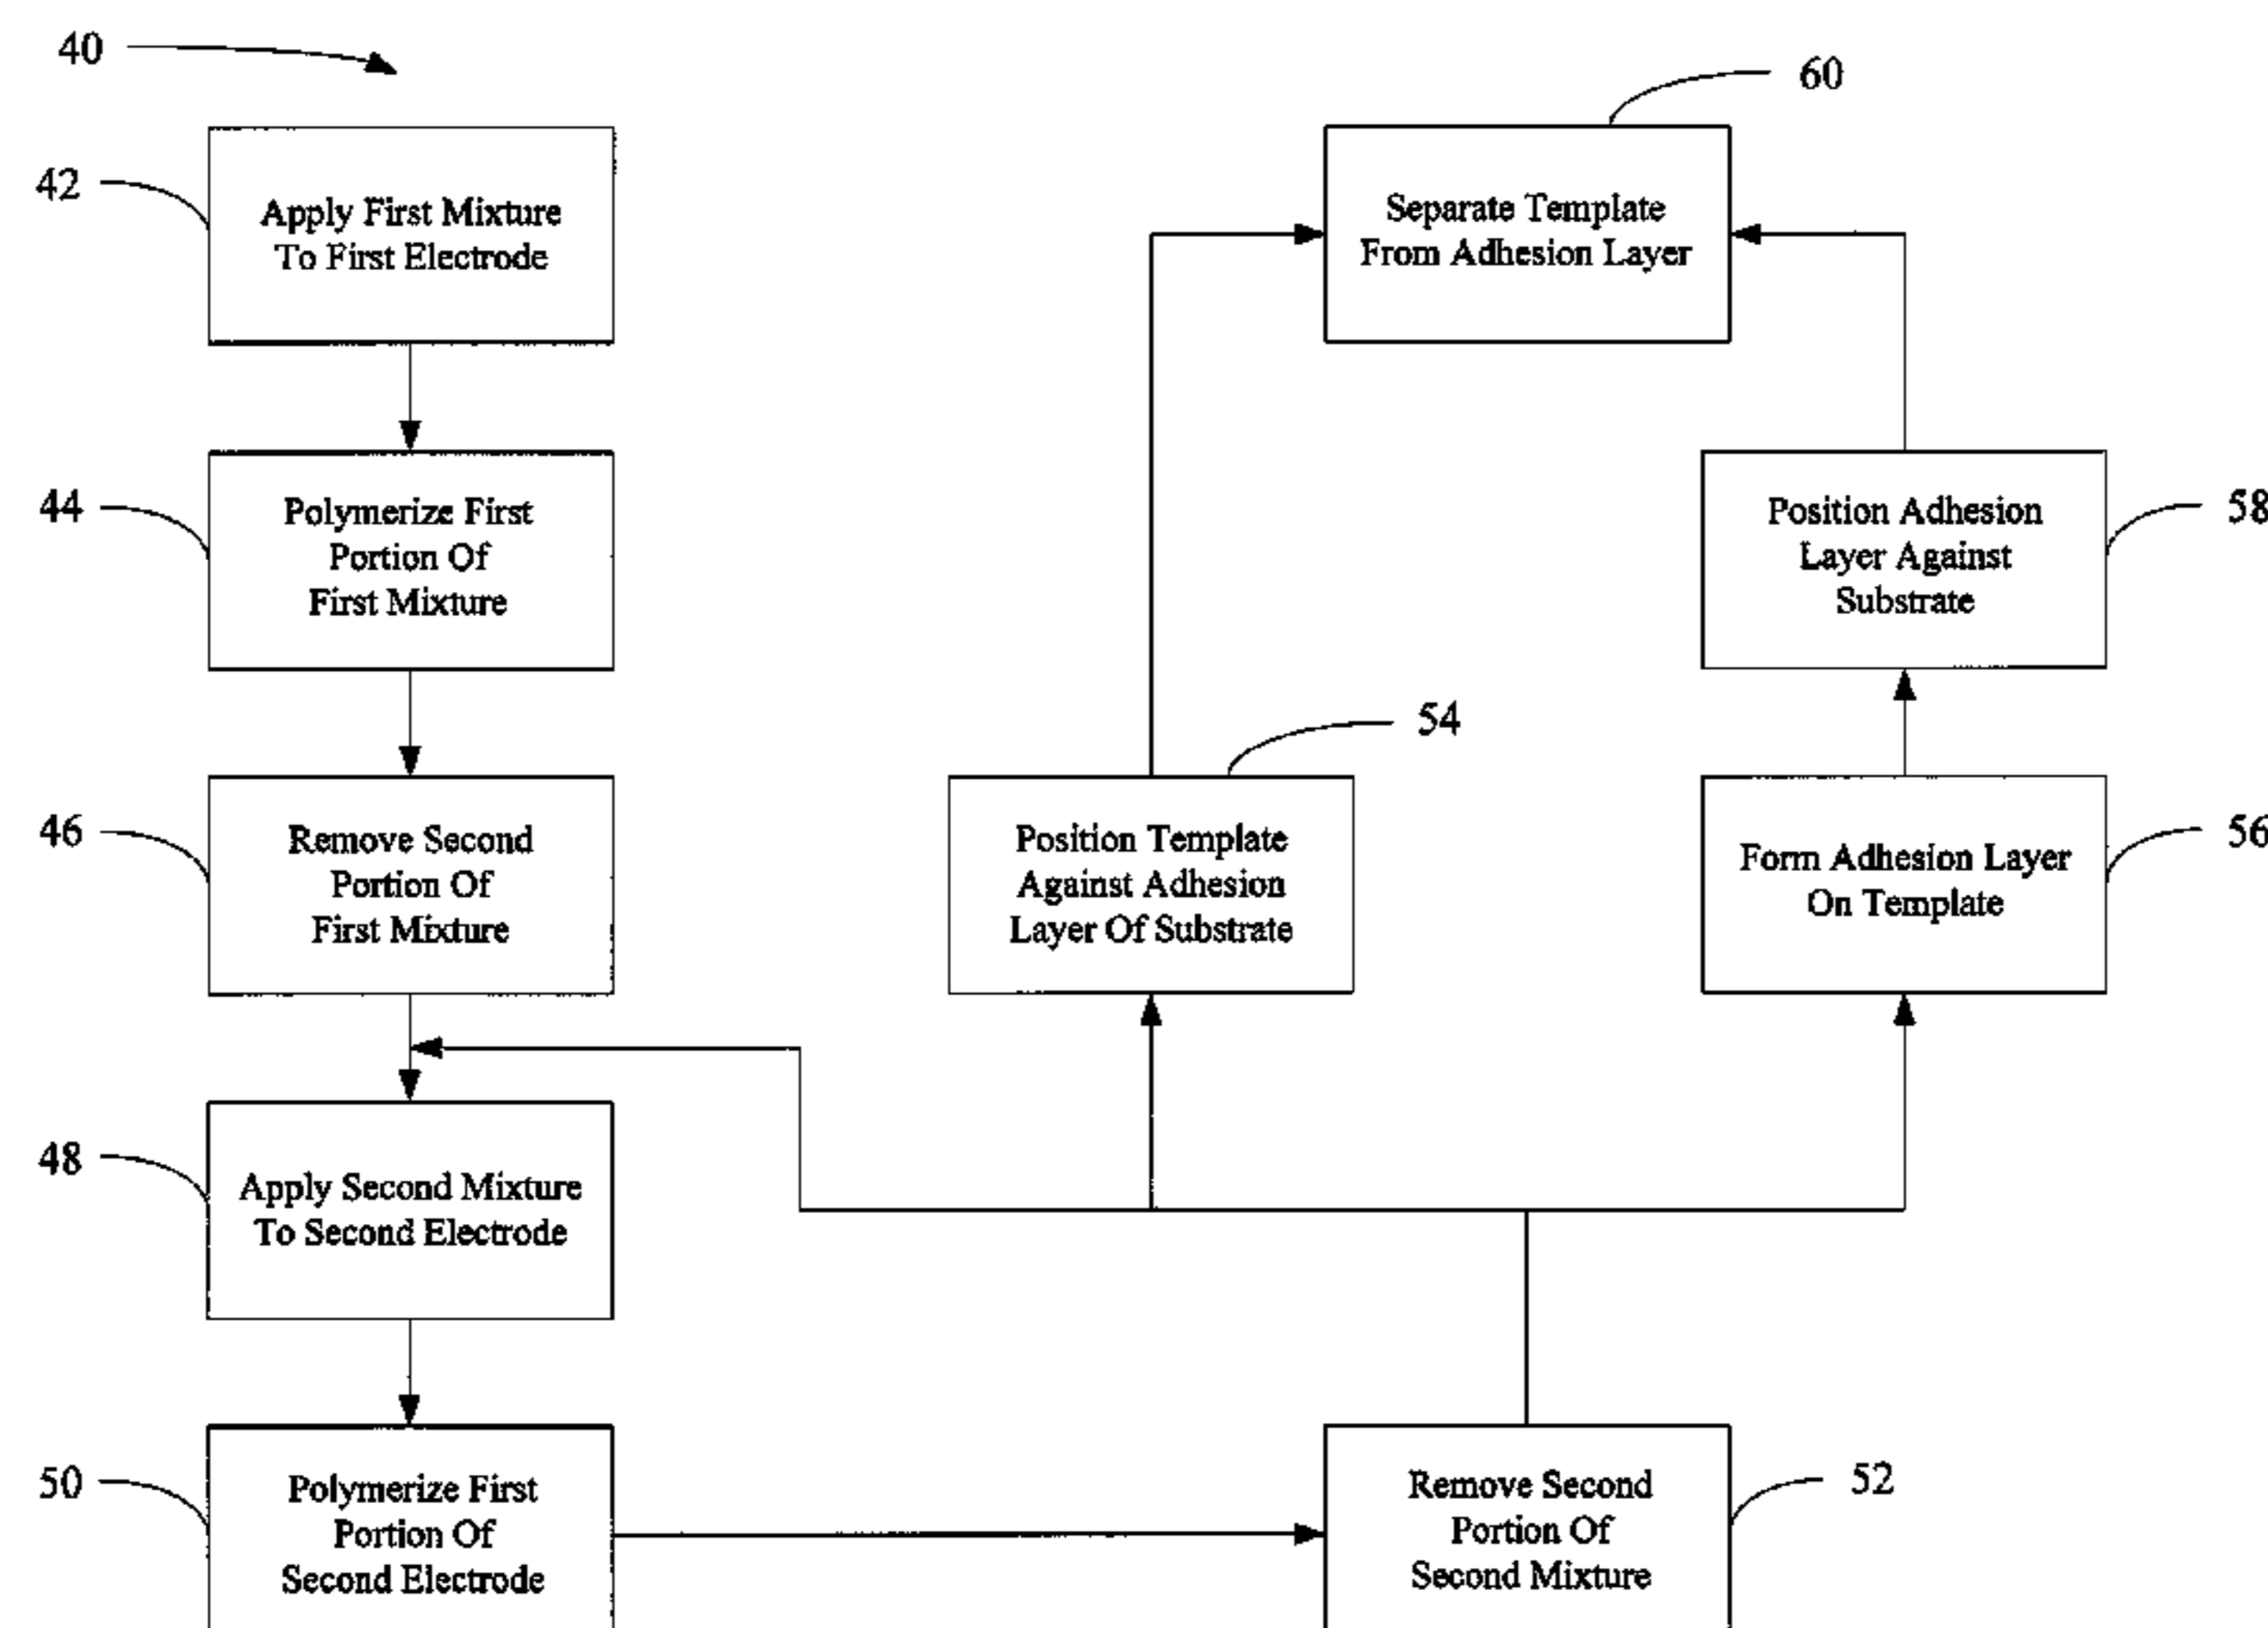 40
42
Apply First Mixture
To First Electrode
44
Polymerize First
Portion Of
First Mixture
46
Remove Second
Portion Of
First Mixture
48
Apply Second Mixture
To Second Electrode
50
Polymerize First
Portion Of
Second Electrode
52
Remove Second
Portion Of
Second Mixture
54
Position Template
Against Adhesion
Layer Of Substrate
56
Form Adhesion Layer
On Template
58
Position Adhesion
Layer Against
Substrate
60
Separate Template
From Adhesion Layer